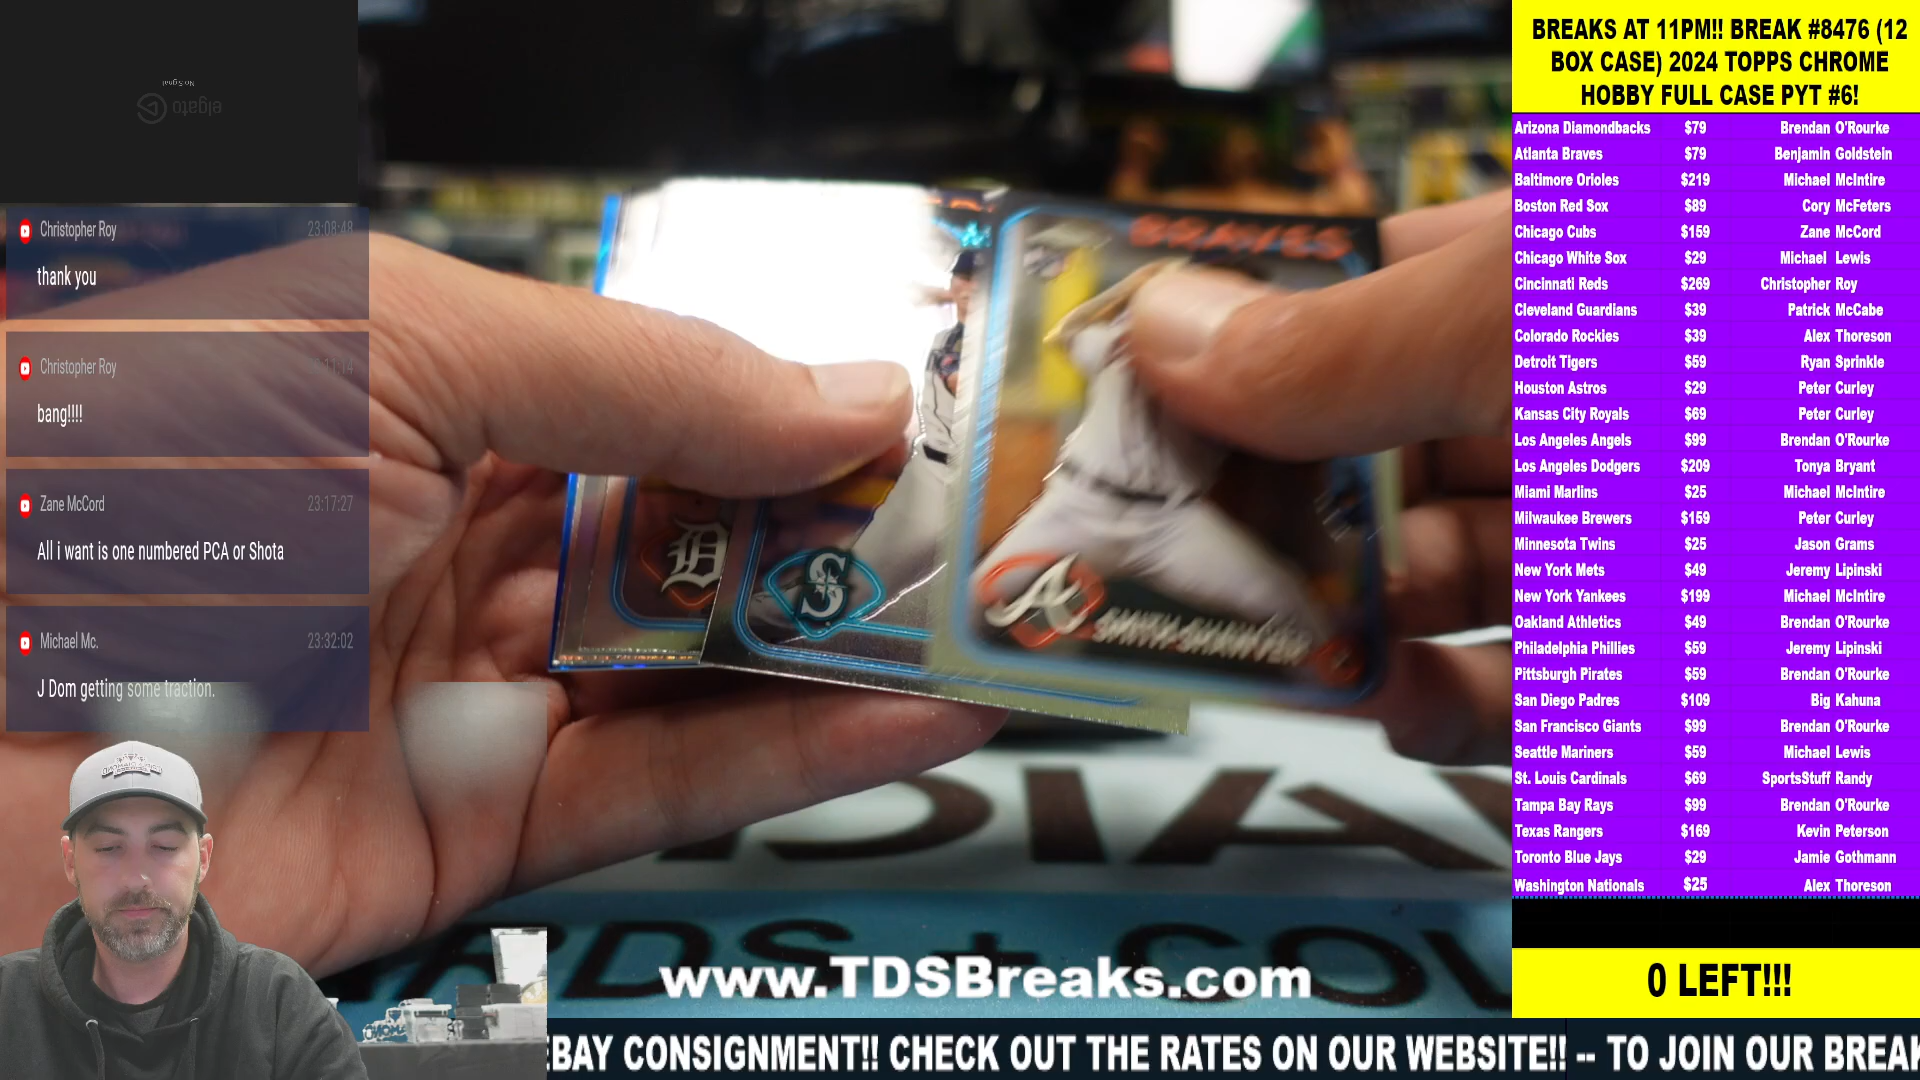 No Signal
elgato
Christopher Roy 23:08:48
thank you
Christopher Roy
bang!!!!
Zane McCord 23:17:27
All i want is one numbered PCA or Shota
Michael Mc. 23:32:02
J Dom getting some traction.
BRAVES
D
S
A
SMITH-SHAWVER
www.TDSBreaks.com
EBAY CONSIGNMENT!! CHECK OUT THE RATES ON OUR WEBSITE!! -- TO JOIN OUR BREAK
BREAKS AT 11PM!! BREAK #8476 (12
BOX CASE) 2024 TOPPS CHROME
HOBBY FULL CASE PYT #6!
Arizona Diamondbacks $79 Brendan O'Rourke
Atlanta Braves $79 Benjamin Goldstein
Baltimore Orioles $219 Michael McIntire
Boston Red Sox $89 Cory McFeters
Chicago Cubs $159 Zane McCord
Chicago White Sox $29 Michael Lewis
Cincinnati Reds $269 Christopher Roy
Cleveland Guardians $39 Patrick McCabe
Colorado Rockies $39 Alex Thoreson
Detroit Tigers $59 Ryan Sprinkle
Houston Astros $29 Peter Curley
Kansas City Royals $69 Peter Curley
Los Angeles Angels $99 Brendan O'Rourke
Los Angeles Dodgers $209 Tonya Bryant
Miami Marlins $25 Michael McIntire
Milwaukee Brewers $159 Peter Curley
Minnesota Twins $25 Jason Grams
New York Mets $49 Jeremy Lipinski
New York Yankees $199 Michael McIntire
Oakland Athletics $49 Brendan O'Rourke
Philadelphia Phillies $59 Jeremy Lipinski
Pittsburgh Pirates $59 Brendan O'Rourke
San Diego Padres $109 Big Kahuna
San Francisco Giants $99 Brendan O'Rourke
Seattle Mariners $59 Michael Lewis
St. Louis Cardinals $69 SportsStuff Randy
Tampa Bay Rays $99 Brendan O'Rourke
Texas Rangers $169 Kevin Peterson
Toronto Blue Jays $29 Jamie Gothmann
Washington Nationals $25 Alex Thoreson
0 LEFT!!!